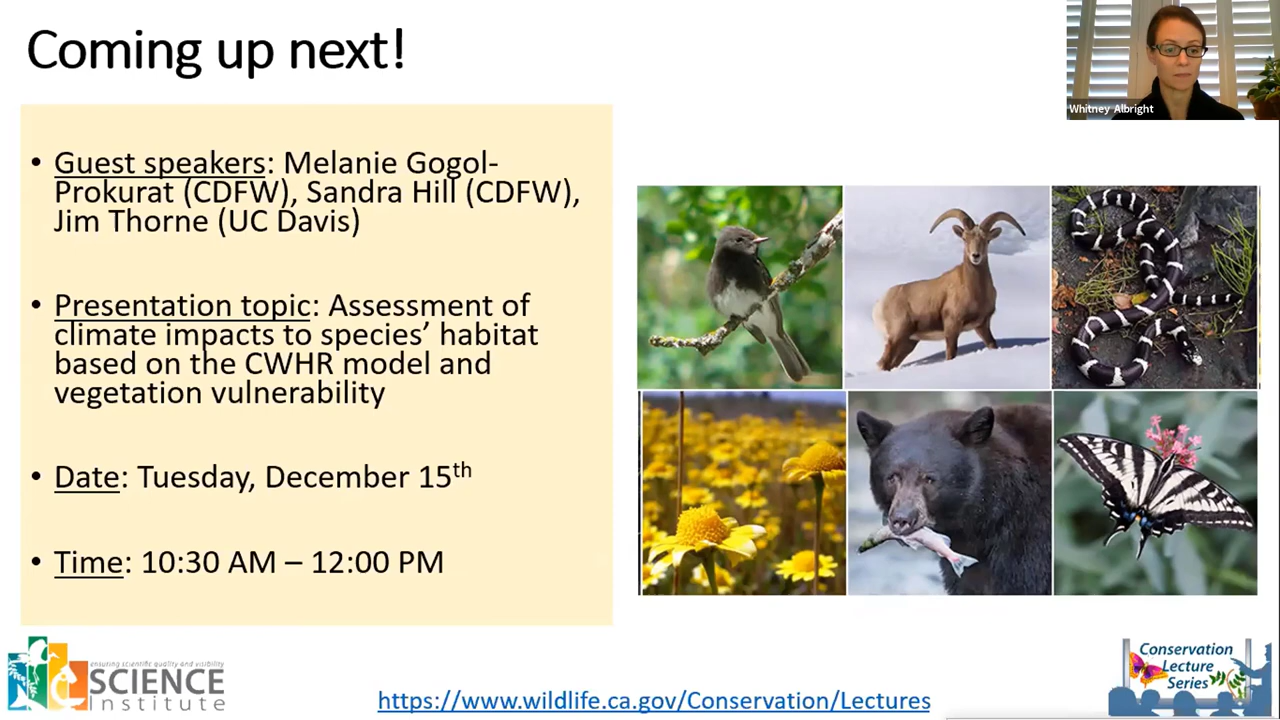 Coming up next!
Whitney Albright
• Guest speakers: Melanie Gogol-
Prokurat (CDFW), Sandra Hill (CDFW),
Jim Thorne (UC Davis)
• Presentation topic: Assessment of
climate impacts to species’ habitat
based on the CWHR model and
vegetation vulnerability
• Date: Tuesday, December 15th
• Time: 10:30 AM – 12:00 PM
ensuring scientific quality and visibility
SCIENCE
Institute
https://www.wildlife.ca.gov/Conservation/Lectures
Conservation
Lecture
Series